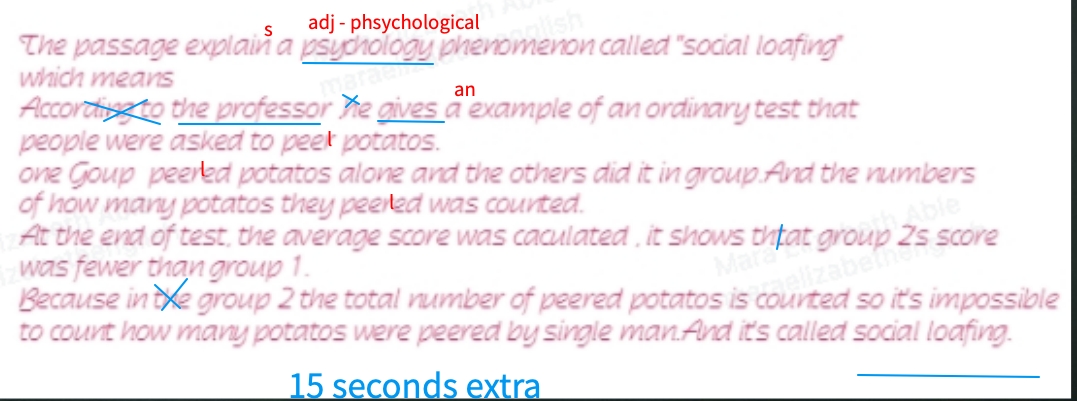 s adj - phsychological
The passage explain a psychology phenomenon called "social loafing"
which means
an
According to the professor he gives a example of an ordinary test that
people were asked to peel potatos.
one Goup peerled potatos alone and the others did it in group.And the numbers
of how many potatos they peerled was counted.
At the end of test, the average score was caculated , it shows thtat group 2s score
was fewer than group 1.
Because in the group 2 the total number of peered potatos is counted so it's impossible
to count how many potatos were peered by single man.And it's called social loafing.
15 seconds extra